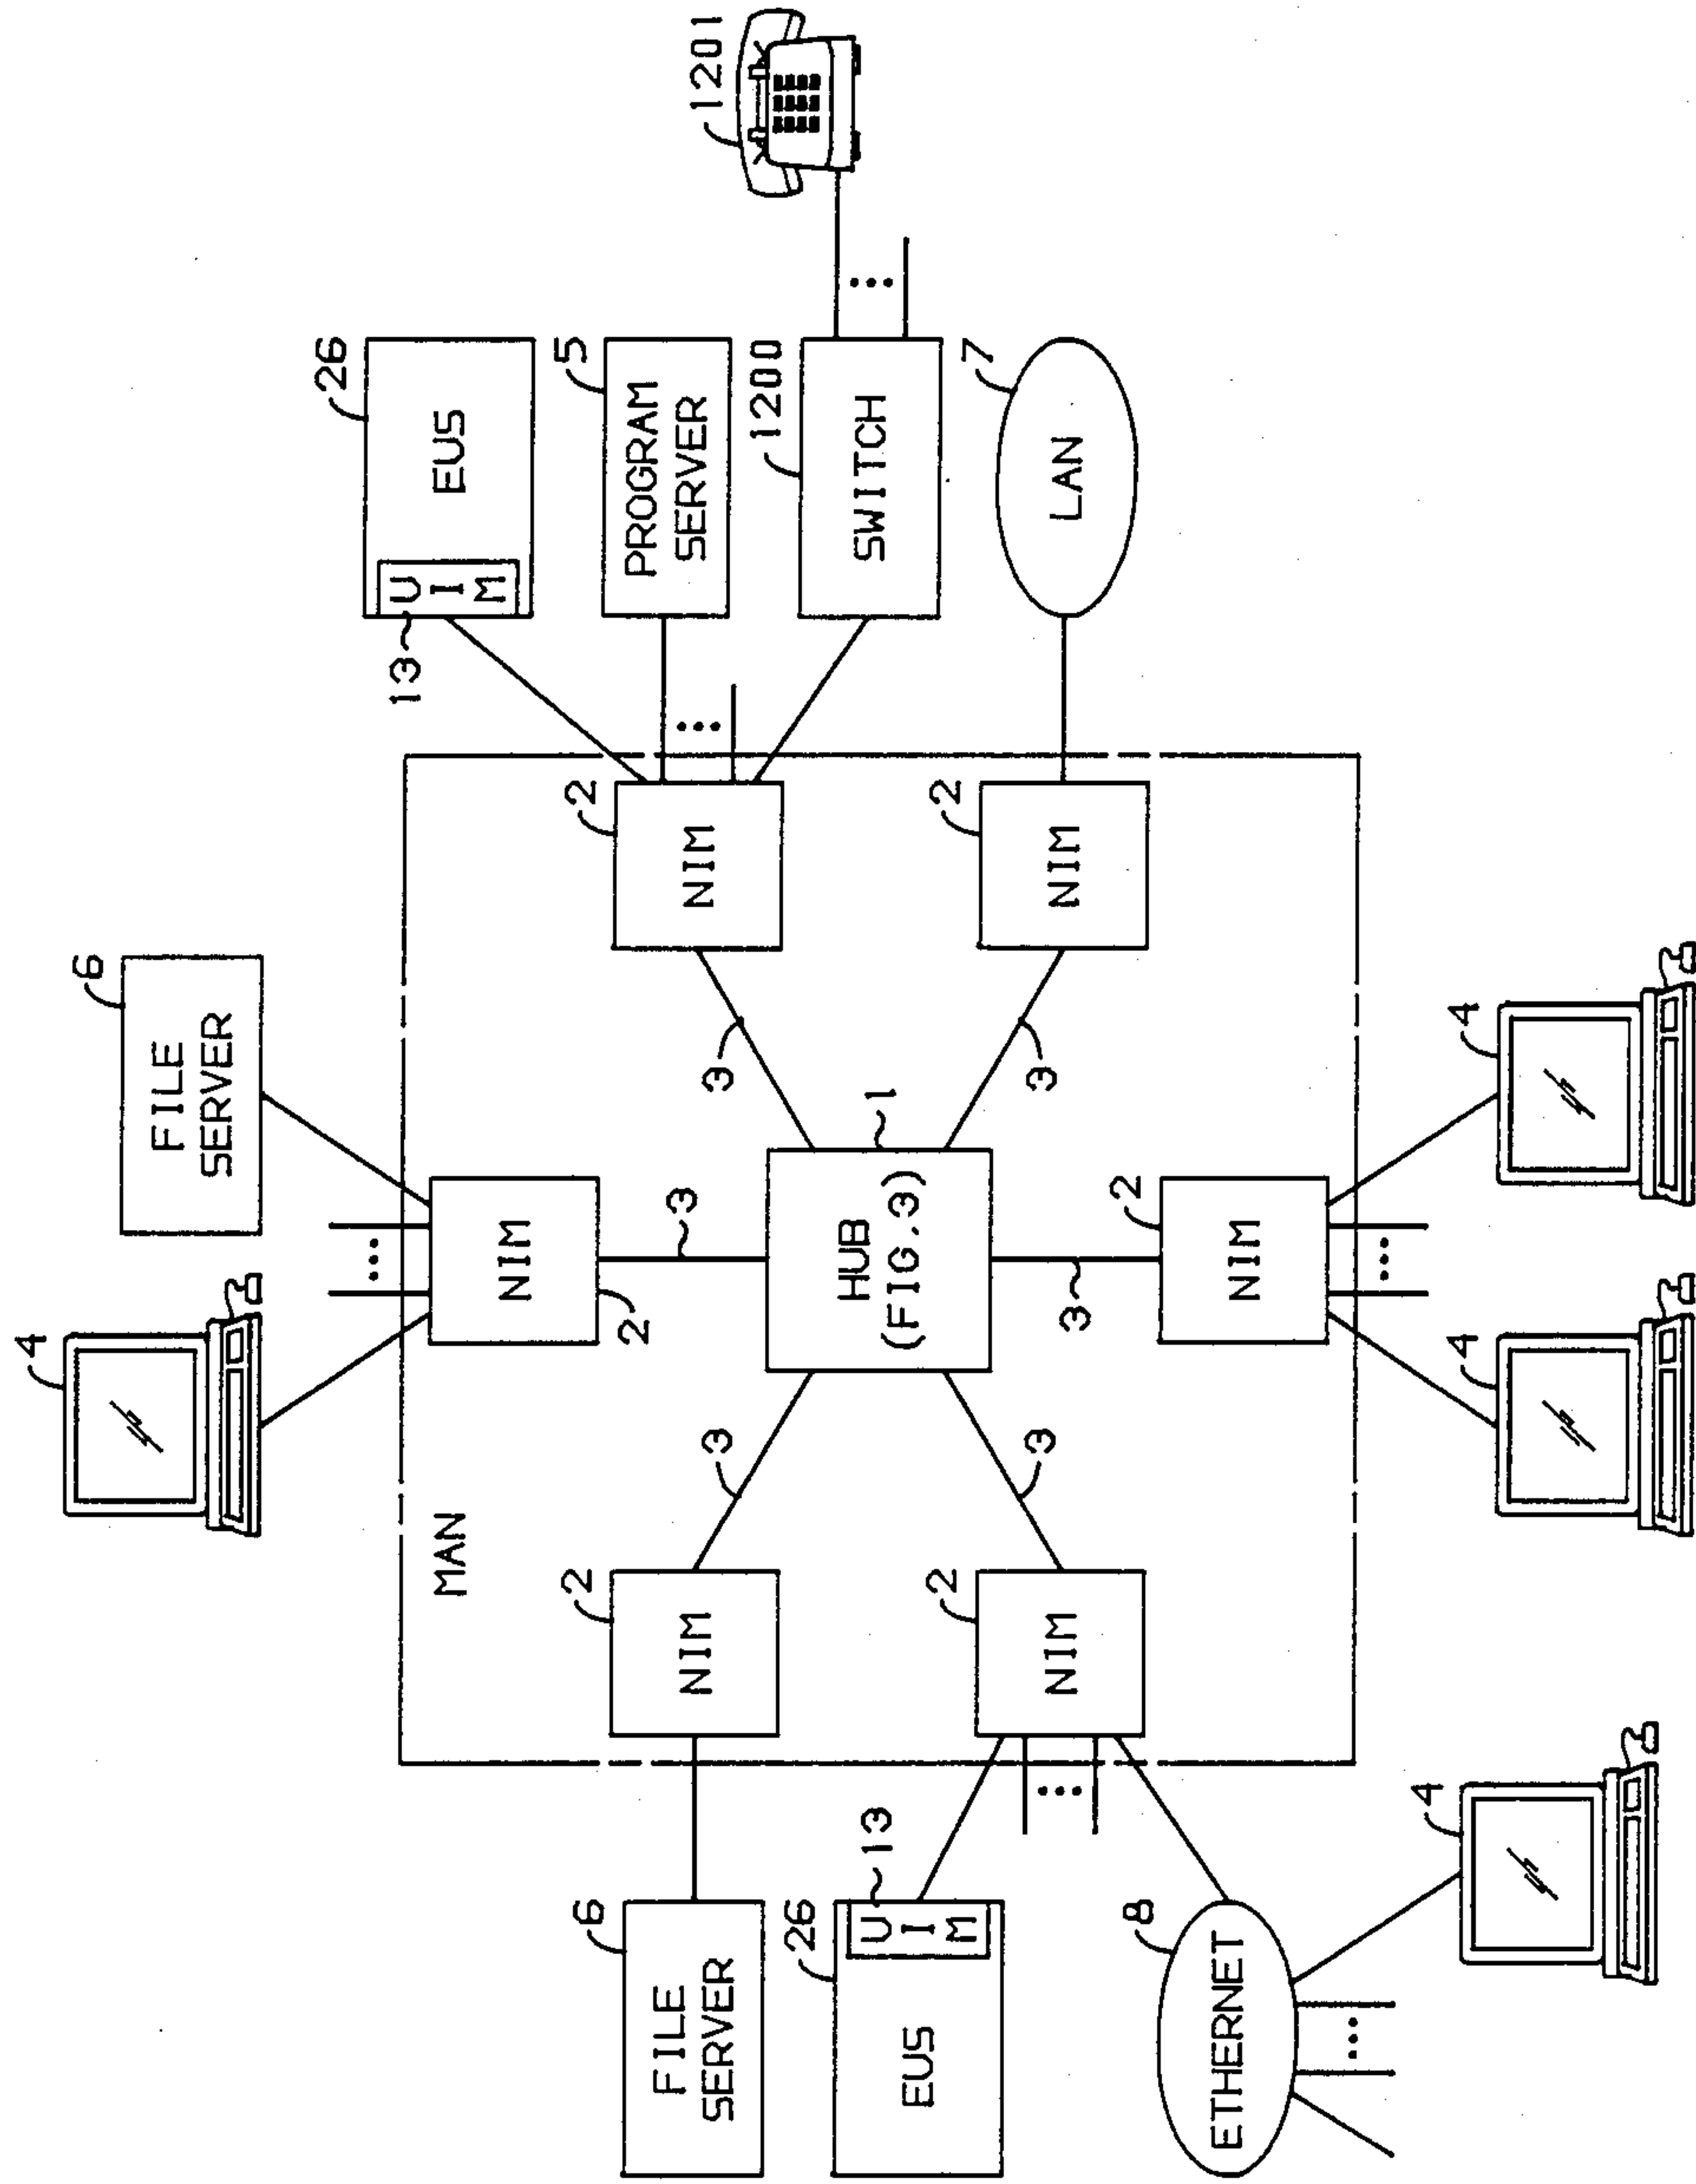 4
6
FILE
SERVER
26
EUS
U
I
M
13
MAN
NIM
2
3
6
FILE
SERVER
2
NIM
3
3
2
NIM
5
PROGRAM
SERVER
1200
SWITCH
1201
26
EUS
U
I
M
13
HUB
(FIG.3)
1
2
NIM
3
3
2
NIM
7
LAN
8
ETHERNET
3
2
NIM
4
4
4